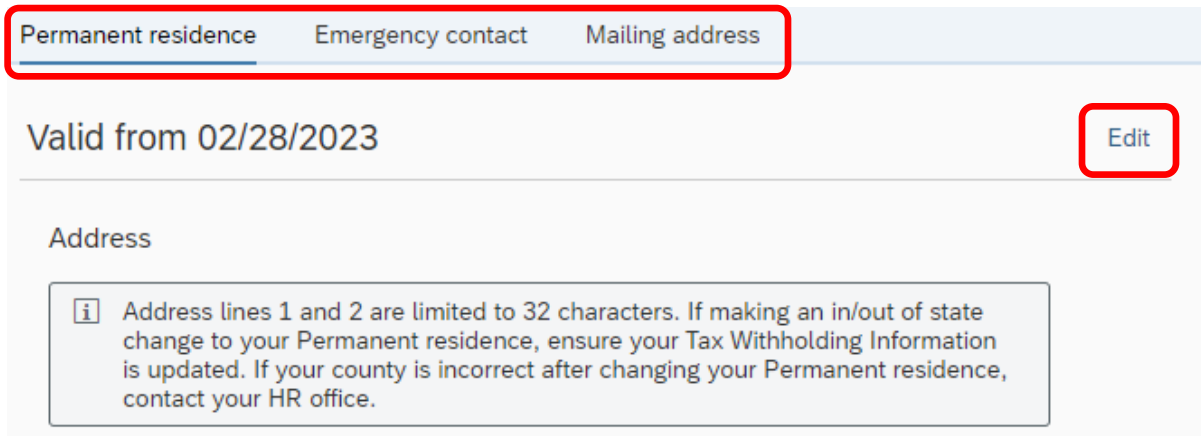 Permanent residence Emergency contact Mailing address
Valid from 02/28/2023 Edit
Address
Address lines 1 and 2 are limited to 32 characters. If making an in/out of state
change to your Permanent residence, ensure your Tax Withholding Information
is updated. If your county is incorrect after changing your Permanent residence,
contact your HR office.